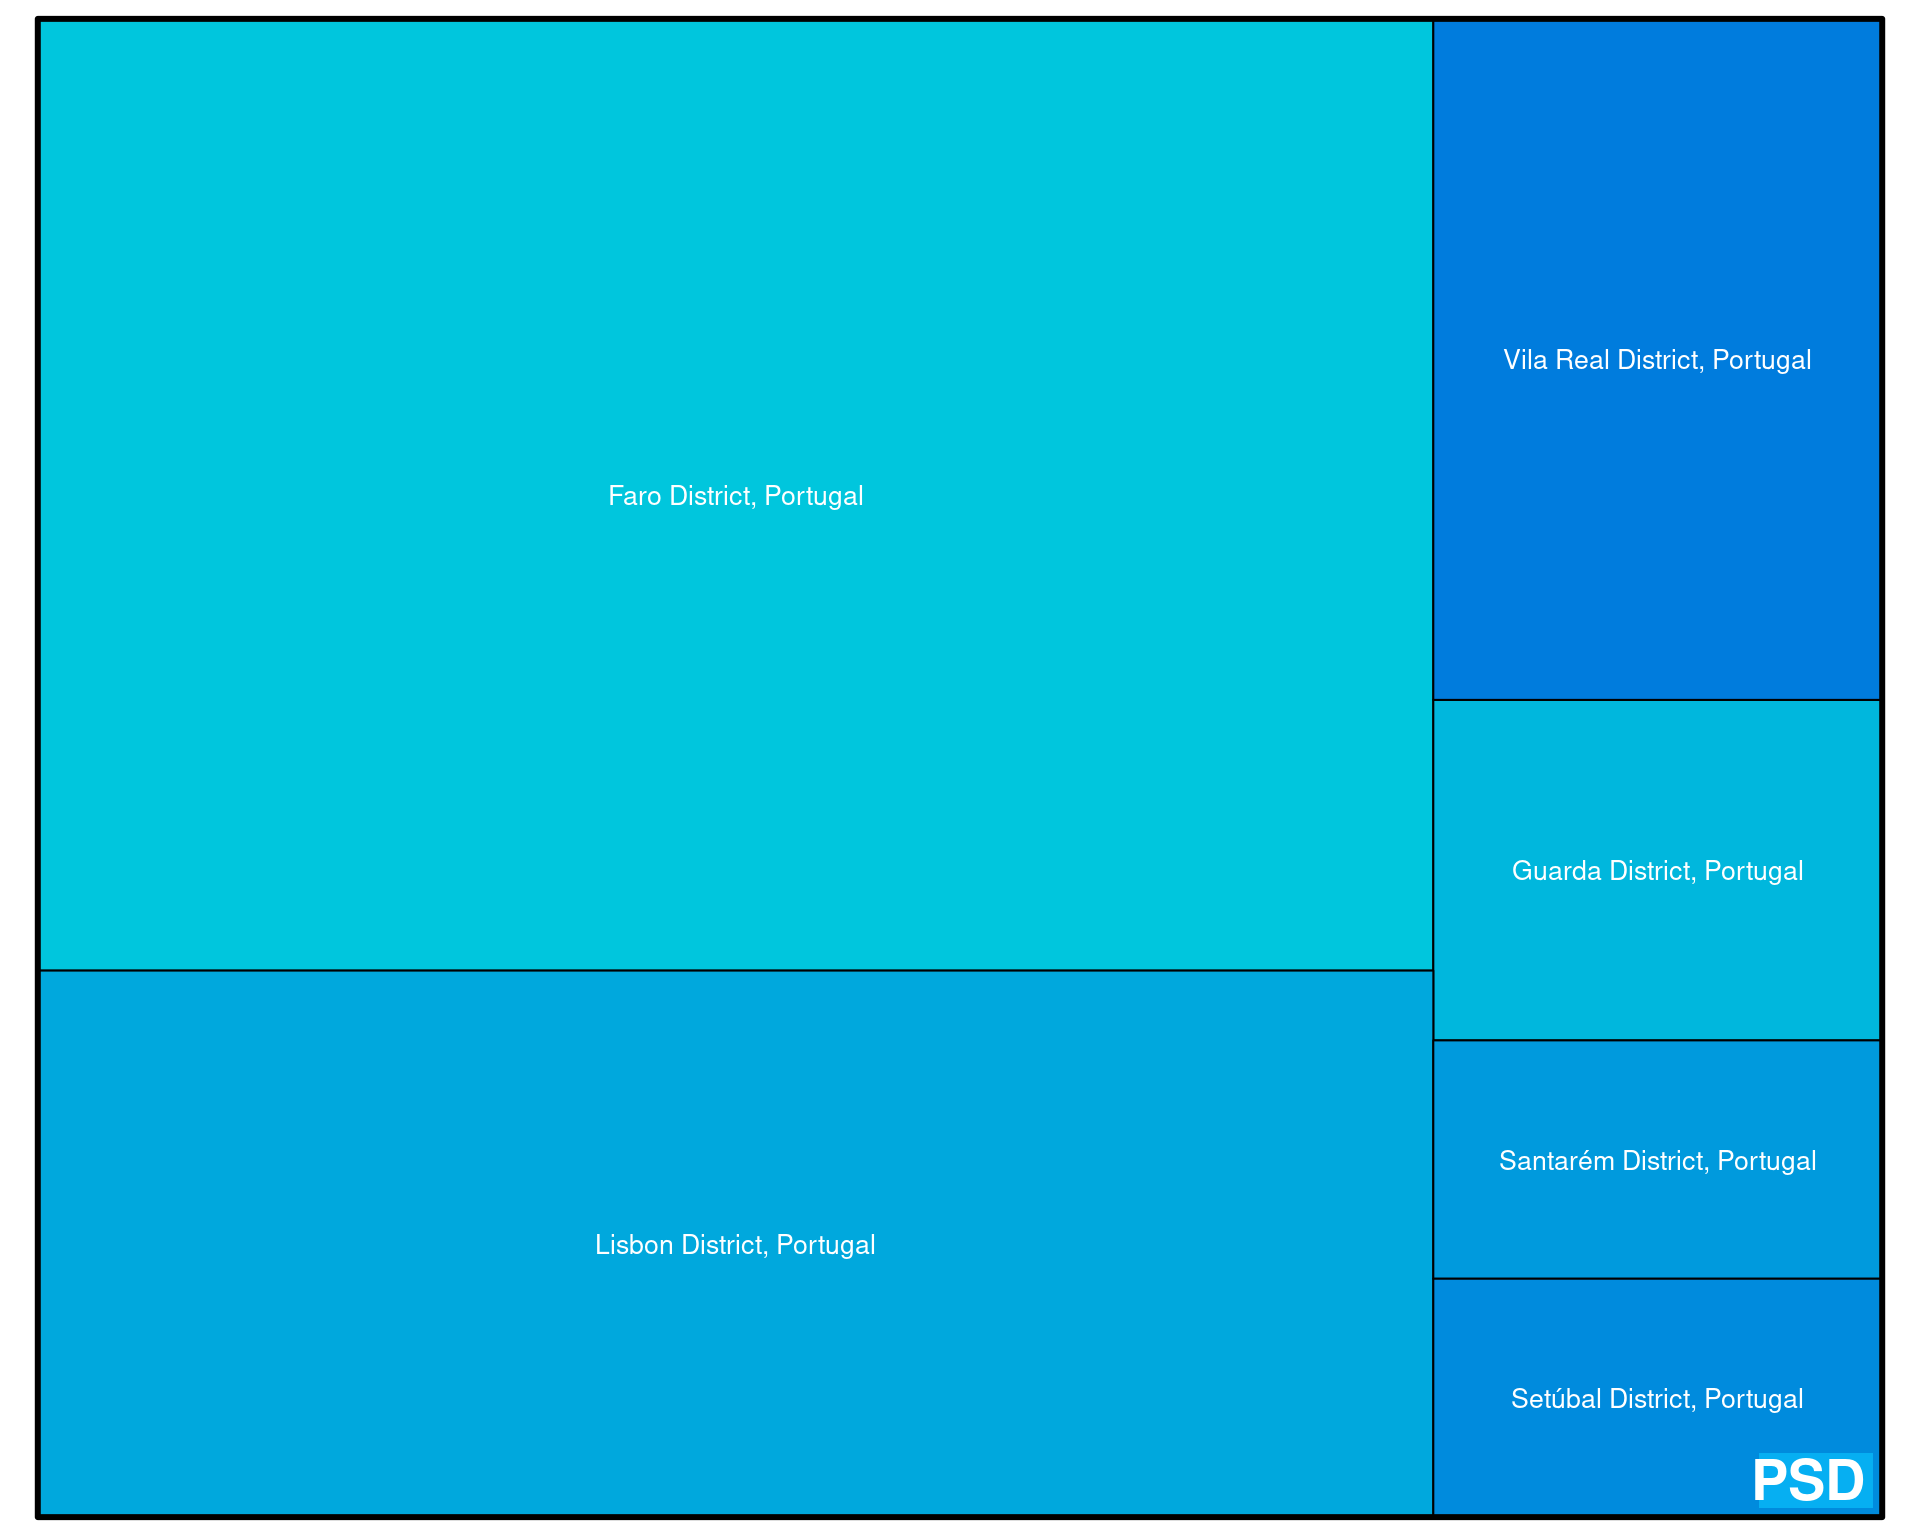 Faro District, Portugal
Vila Real District, Portugal
Guarda District, Portugal
Lisbon District, Portugal
Santarém District, Portugal
Setúbal District, Portugal
PSD